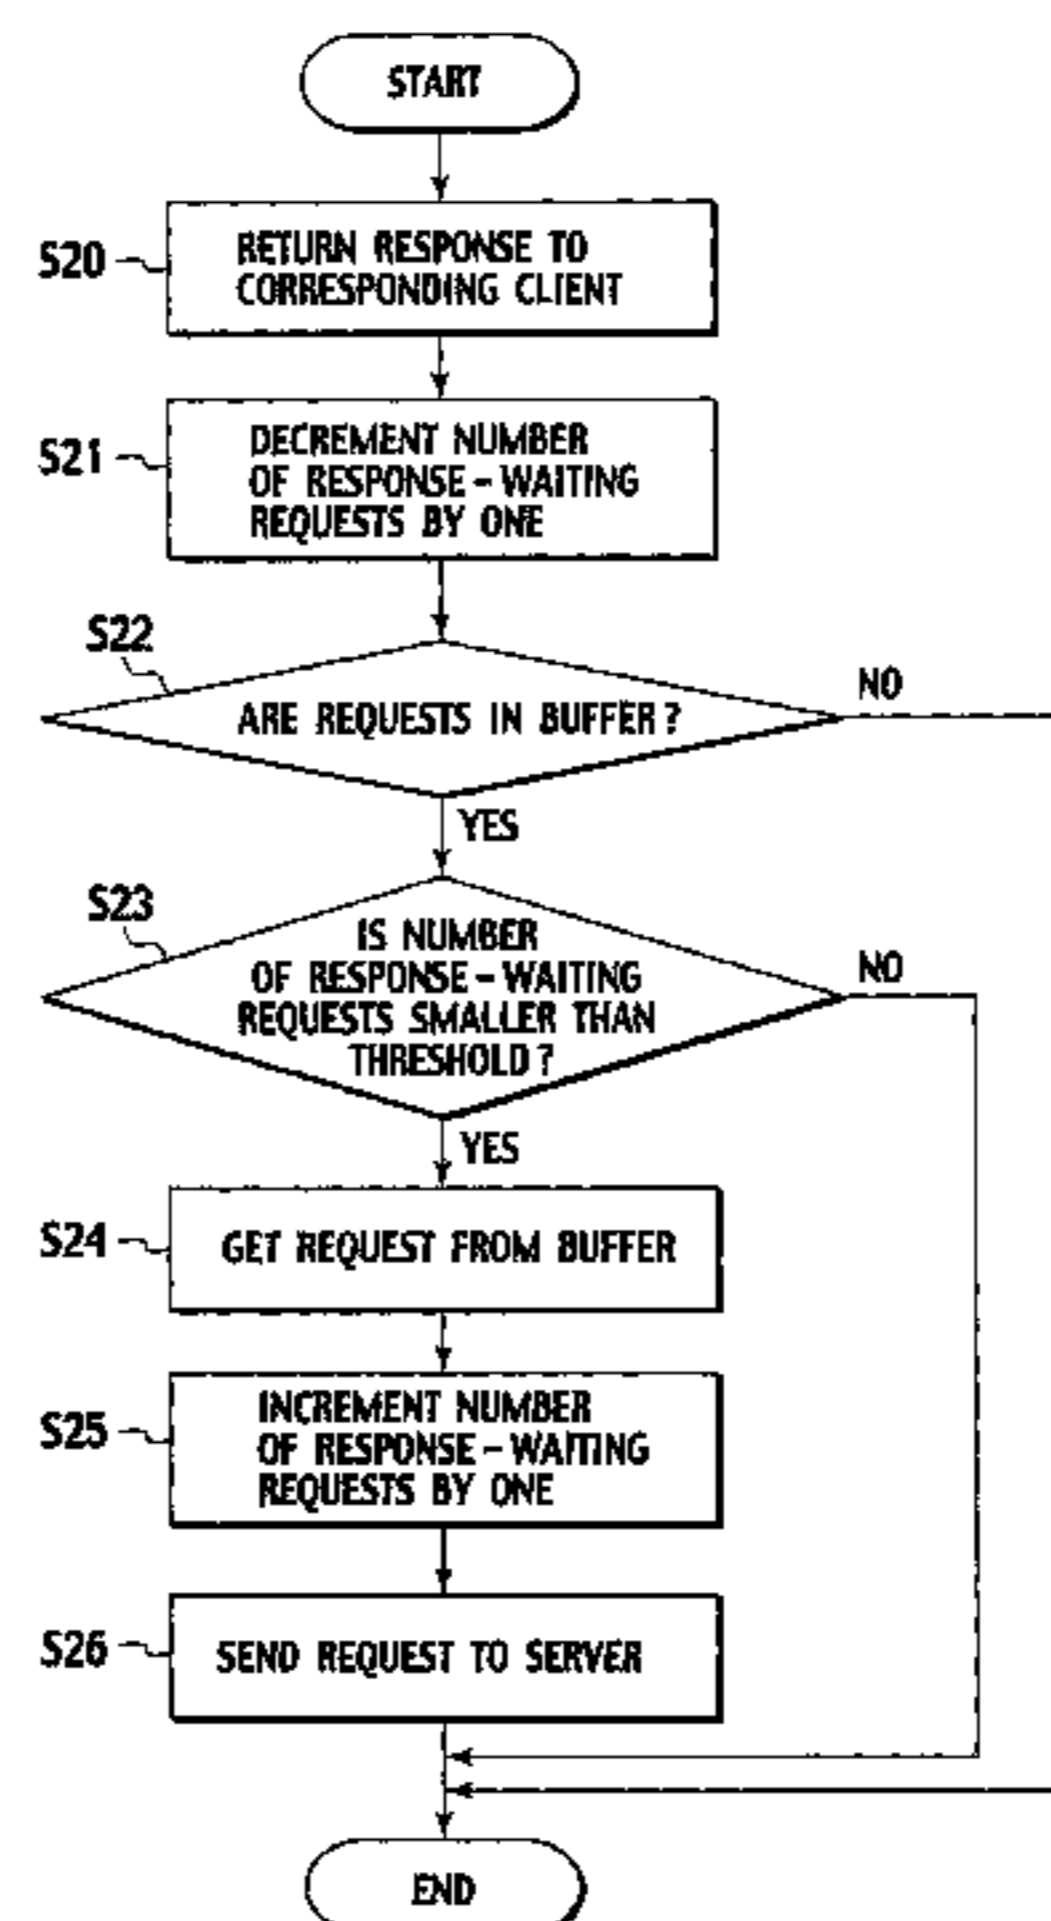 START
S20
RETURN RESPONSE TO
CORRESPONDING CLIENT
S21
DECREMENT NUMBER
OF RESPONSE-WAITING
REQUESTS BY ONE
S22
ARE REQUESTS IN BUFFER?
NO
YES
S23
IS NUMBER
OF RESPONSE-WAITING
REQUESTS SMALLER THAN
THRESHOLD?
NO
YES
S24
GET REQUEST FROM BUFFER
S25
INCREMENT NUMBER
OF RESPONSE-WAITING
REQUESTS BY ONE
S26
SEND REQUEST TO SERVER
END